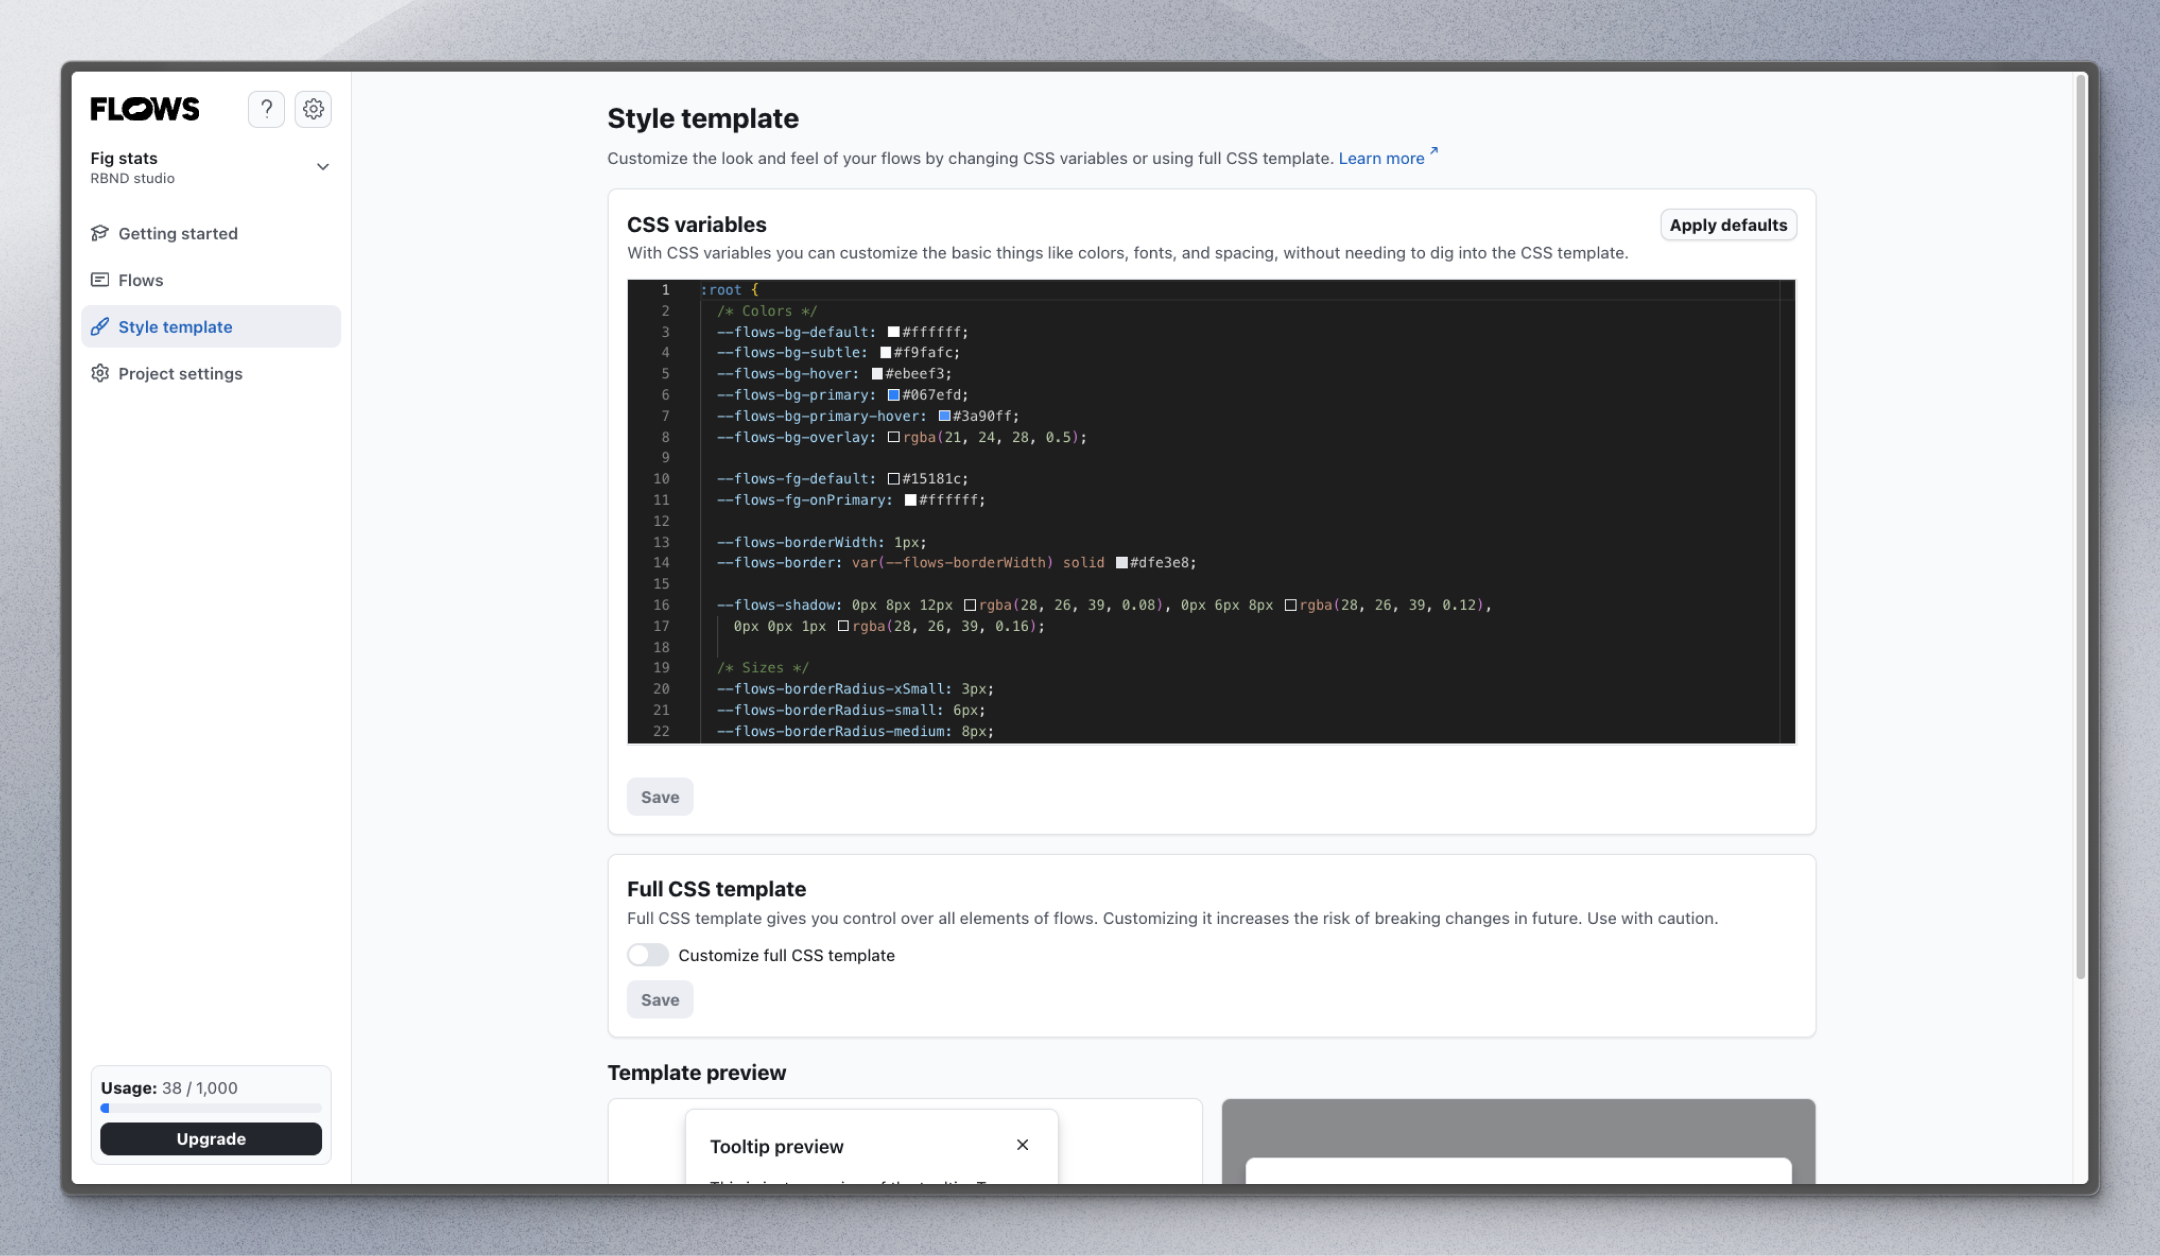 FLOWS
?
Fig stats
RBND studio
Getting started
Flows
Style template
Project settings
Usage: 38 / 1,000
Upgrade
Style template
Customize the look and feel of your flows by changing CSS variables or using full CSS template. Learn more ↗
CSS variables
Apply defaults
With CSS variables you can customize the basic things like colors, fonts, and spacing, without needing to dig into the CSS template.
1 :root {
2 /* Colors */
3 --flows-bg-default: #ffffff;
4 --flows-bg-subtle: #f9fafc;
5 --flows-bg-hover: #ebeef3;
6 --flows-bg-primary: #067efd;
7 --flows-bg-primary-hover: #3a90ff;
8 --flows-bg-overlay: rgba(21, 24, 28, 0.5);
9
10 --flows-fg-default: #15181c;
11 --flows-fg-onPrimary: #ffffff;
12
13 --flows-borderWidth: 1px;
14 --flows-border: var(--flows-borderWidth) solid #dfe3e8;
15
16 --flows-shadow: 0px 8px 12px rgba(28, 26, 39, 0.08), 0px 6px 8px rgba(28, 26, 39, 0.12),
17 0px 0px 1px rgba(28, 26, 39, 0.16);
18
19 /* Sizes */
20 --flows-borderRadius-xSmall: 3px;
21 --flows-borderRadius-small: 6px;
22 --flows-borderRadius-medium: 8px;
Save
Full CSS template
Full CSS template gives you control over all elements of flows. Customizing it increases the risk of breaking changes in future. Use with caution.
Customize full CSS template
Save
Template preview
Tooltip preview